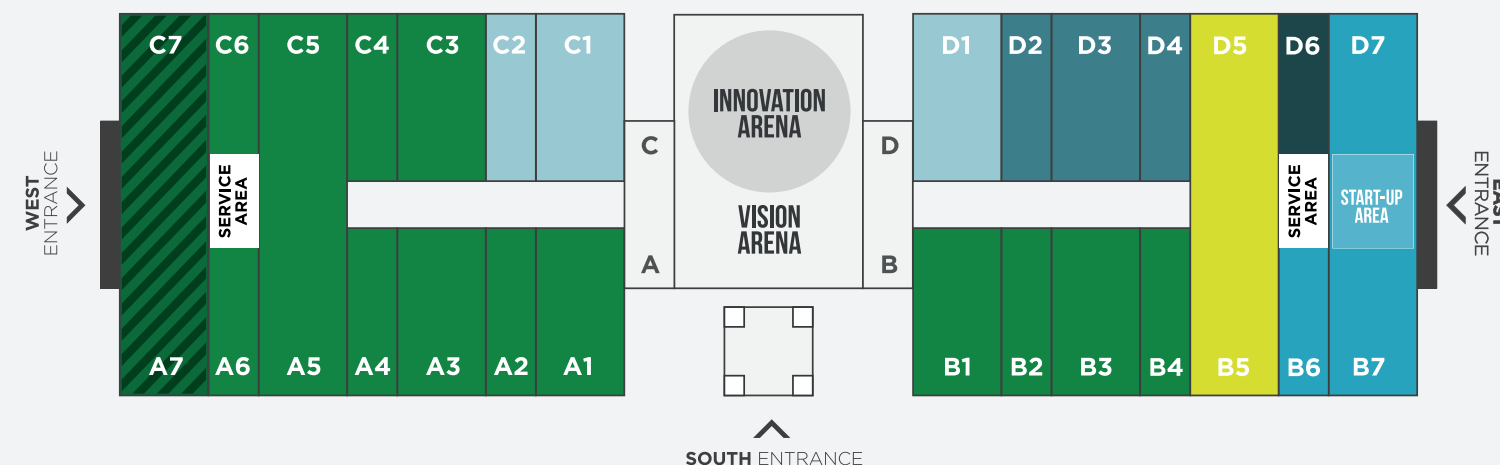 C7 C6 C5 C4 C3 C2 C1
D1 D2 D3 D4 D5 D6 D7
INNOVATION
ARENA
C
D
WEST
ENTRANCE
SERVICE
AREA
VISION
ARENA
SERVICE
AREA
START-UP
AREA
EAST
ENTRANCE
A
B
A7 A6 A5 A4 A3 A2 A1
B1 B2 B3 B4 B5 B6 B7
SOUTH ENTRANCE